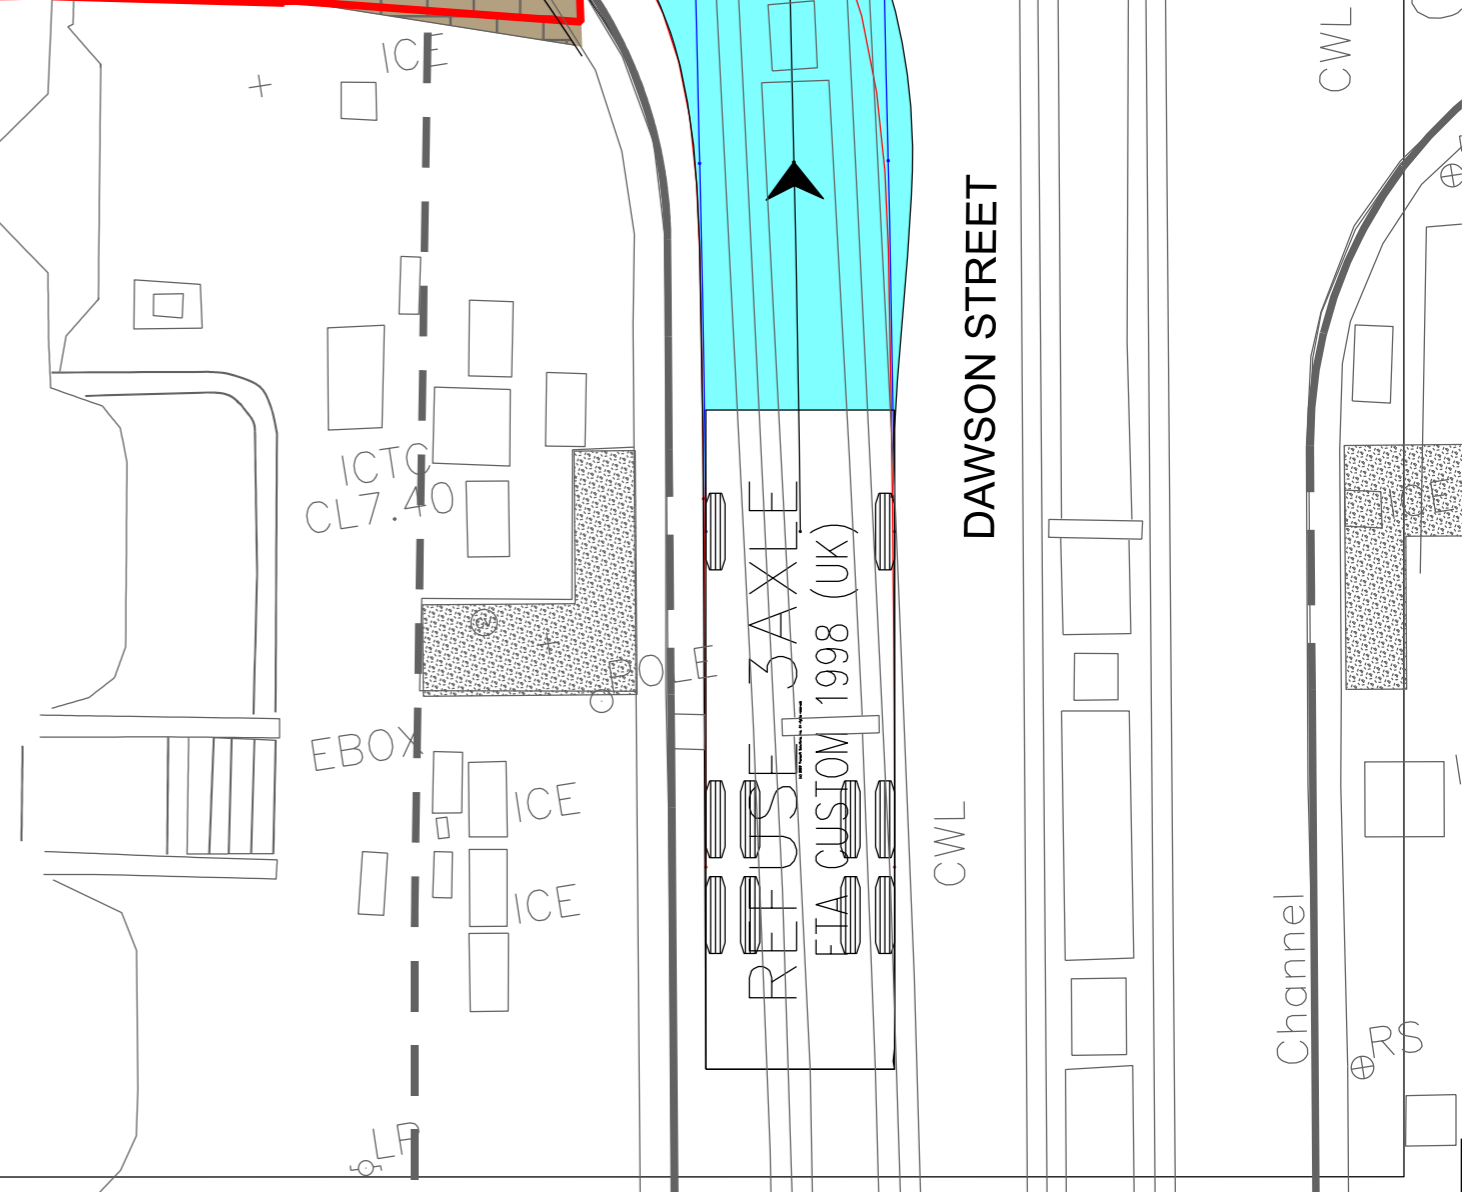 ICE
CWL
DAWSON STREET
ICTC
CL7.40
ICE
REFUSE 3AXLE
FTA CUSTOM 1998 (UK)
POLE
EBOX
ICE
CWL
ICE
Channel
RS
LP